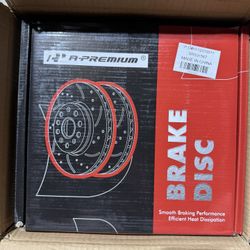 A-PREMIUM®
MADE IN CHINA
BRAKE
DISC
Smooth Braking Performance
Efficient Heat Dissipation